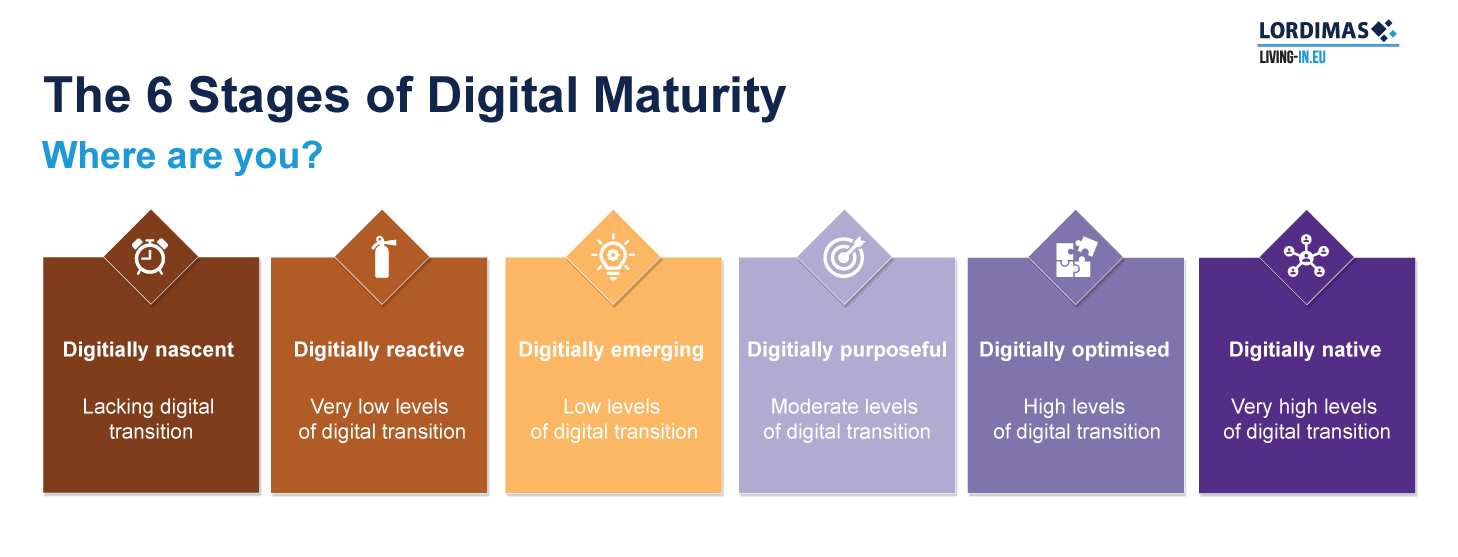 LORDIMAS
LIVING-IN.EU
The 6 Stages of Digital Maturity
Where are you?
Digitially nascent
Lacking digital
transition
Digitially reactive
Very low levels
of digital transition
Digitially emerging
Low levels
of digital transition
Digitially purposeful
Moderate levels
of digital transition
Digitially optimised
High levels
of digital transition
Digitially native
Very high levels
of digital transition